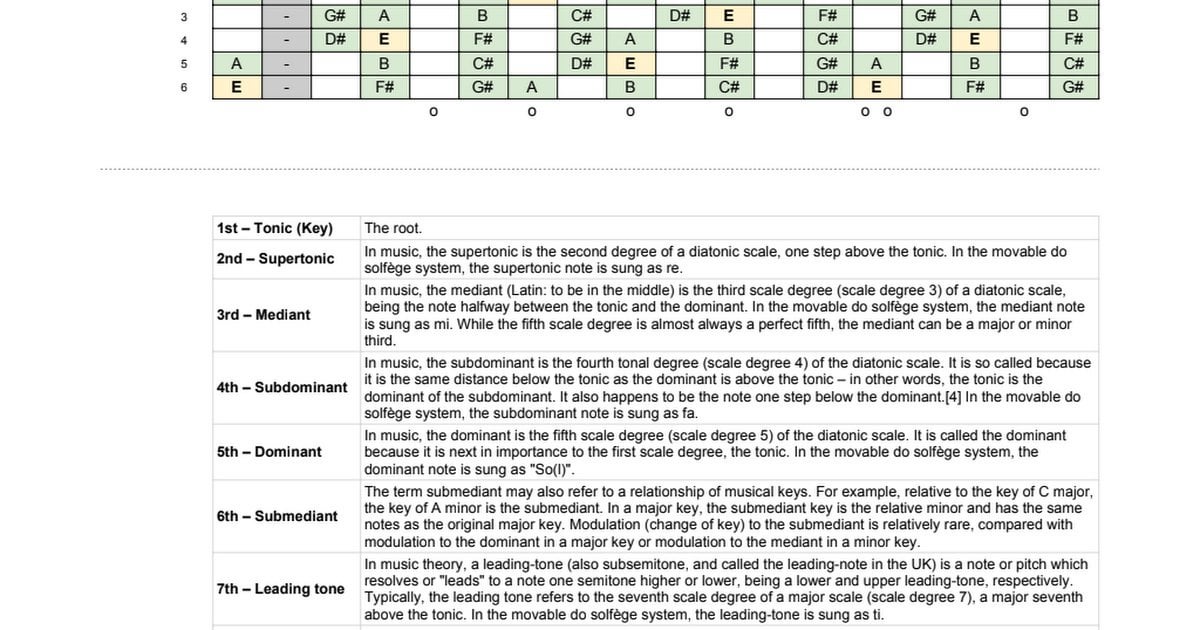 3 - G# A B C# D# E F# G# A B
4 - D# E F# G# A B C# D# E F#
5 A - B C# D# E F# G# A B C#
6 E - F# G# A B C# D# E F# G#
o o o o o o o
1st – Tonic (Key) The root.
2nd – Supertonic In music, the supertonic is the second degree of a diatonic scale, one step above the tonic. In the movable do
solfège system, the supertonic note is sung as re.
3rd – Mediant In music, the mediant (Latin: to be in the middle) is the third scale degree (scale degree 3) of a diatonic scale,
being the note halfway between the tonic and the dominant. In the movable do solfège system, the mediant note
is sung as mi. While the fifth scale degree is almost always a perfect fifth, the mediant can be a major or minor
third.
4th – Subdominant In music, the subdominant is the fourth tonal degree (scale degree 4) of the diatonic scale. It is so called because
it is the same distance below the tonic as the dominant is above the tonic – in other words, the tonic is the
dominant of the subdominant. It also happens to be the note one step below the dominant.[4] In the movable do
solfège system, the subdominant note is sung as fa.
5th – Dominant In music, the dominant is the fifth scale degree (scale degree 5) of the diatonic scale. It is called the dominant
because it is next in importance to the first scale degree, the tonic. In the movable do solfège system, the
dominant note is sung as "So(l)".
6th – Submediant The term submediant may also refer to a relationship of musical keys. For example, relative to the key of C major,
the key of A minor is the submediant. In a major key, the submediant key is the relative minor and has the same
notes as the original major key. Modulation (change of key) to the submediant is relatively rare, compared with
modulation to the dominant in a major key or modulation to the mediant in a minor key.
7th – Leading tone In music theory, a leading-tone (also subsemitone, and called the leading-note in the UK) is a note or pitch which
resolves or "leads" to a note one semitone higher or lower, being a lower and upper leading-tone, respectively.
Typically, the leading tone refers to the seventh scale degree of a major scale (scale degree 7), a major seventh
above the tonic. In the movable do solfège system, the leading-tone is sung as ti.